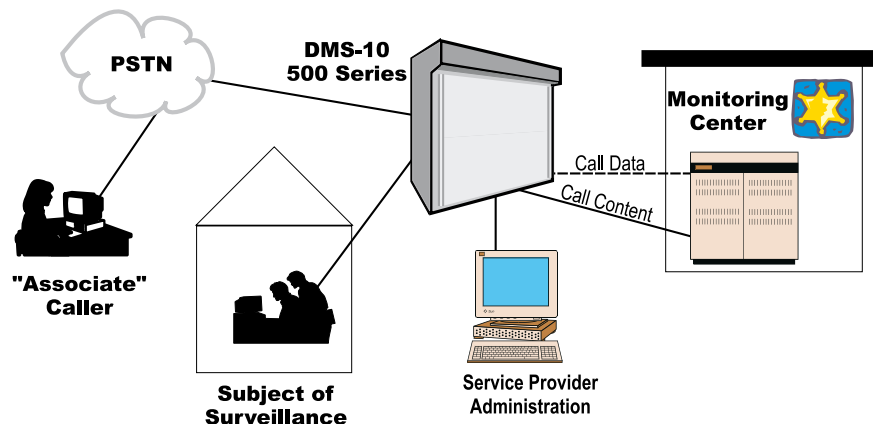 PSTN
DMS-10
500 Series
Monitoring
Center
Call Data
Call Content
"Associate"
Caller
Subject of
Surveillance
Service Provider
Administration